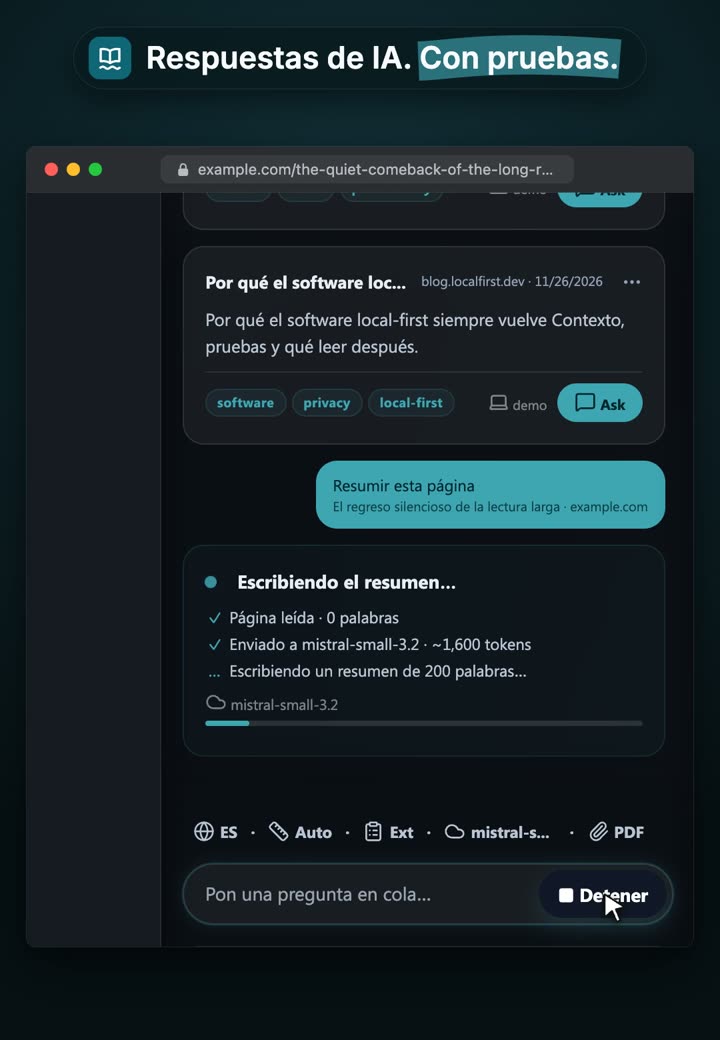 Respuestas de IA. Con pruebas.
example.com/the-quiet-comeback-of-the-long-r...
demo Ask
Por qué el software loc... blog.localfirst.dev · 11/26/2026
Por qué el software local-first siempre vuelve Contexto,
pruebas y qué leer después.
software privacy local-first demo Ask
Resumir esta página
El regreso silencioso de la lectura larga · example.com
Escribiendo el resumen...
Página leída · 0 palabras
Enviado a mistral-small-3.2 · ~1,600 tokens
... Escribiendo un resumen de 200 palabras...
mistral-small-3.2
ES · Auto · Ext · mistral-s... · PDF
Pon una pregunta en cola... Detener